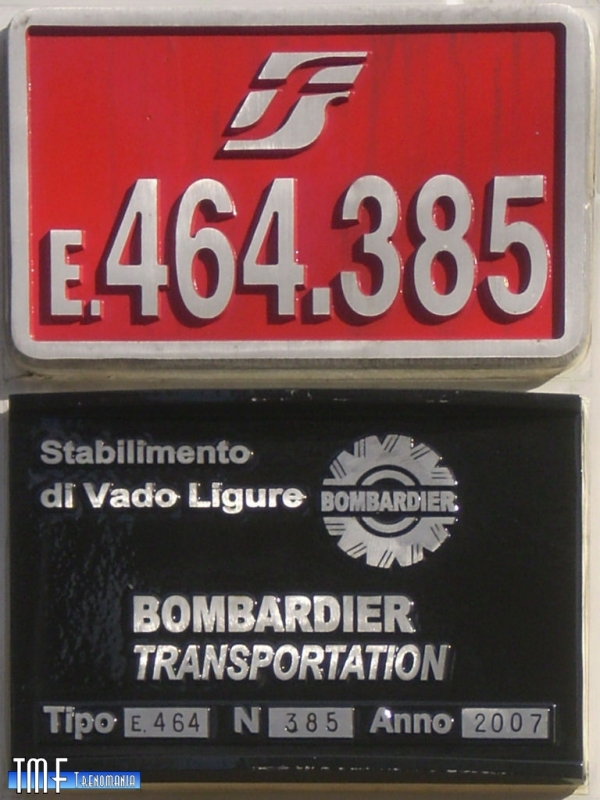 E.464.385
Stabilimento
di Vado Ligure
BOMBARDIER
BOMBARDIER
TRANSPORTATION
Tipo E.464 N 385 Anno 2007
TMF TRENOMANIA